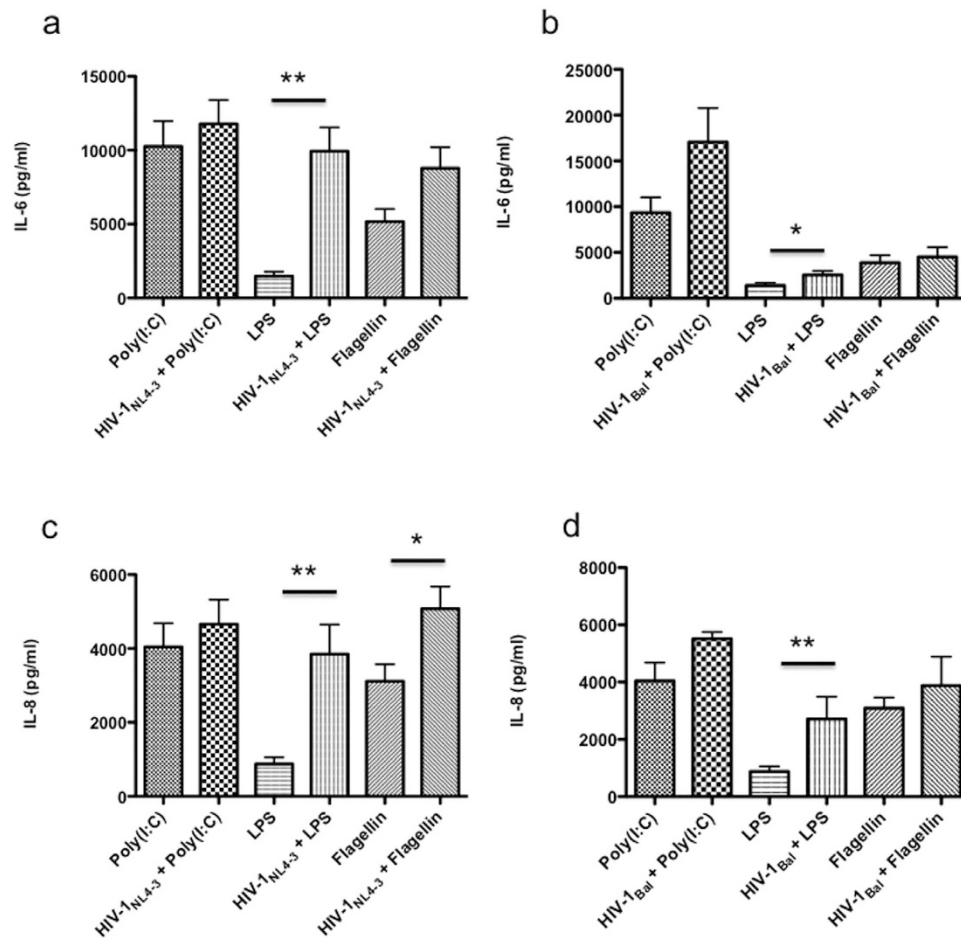 a
IL-6 (pg/ml)
15000
10000
5000
0
**
Poly(I:C)
HIV-1NL4-3 + Poly(I:C)
LPS
HIV-1NL4-3 + LPS
Flagellin
HIV-1NL4-3 + Flagellin
b
IL-6 (pg/ml)
25000
20000
15000
10000
5000
0
*
Poly(I:C)
HIV-1Bal + Poly(I:C)
LPS
HIV-1Bal + LPS
Flagellin
HIV-1Bal + Flagellin
c
IL-8 (pg/ml)
6000
4000
2000
0
**
*
Poly(I:C)
HIV-1NL4-3 + Poly(I:C)
LPS
HIV-1NL4-3 + LPS
Flagellin
HIV-1NL4-3 + Flagellin
d
IL-8 (pg/ml)
8000
6000
4000
2000
0
**
Poly(I:C)
HIV-1Bal + Poly(I:C)
LPS
HIV-1Bal + LPS
Flagellin
HIV-1Bal + Flagellin